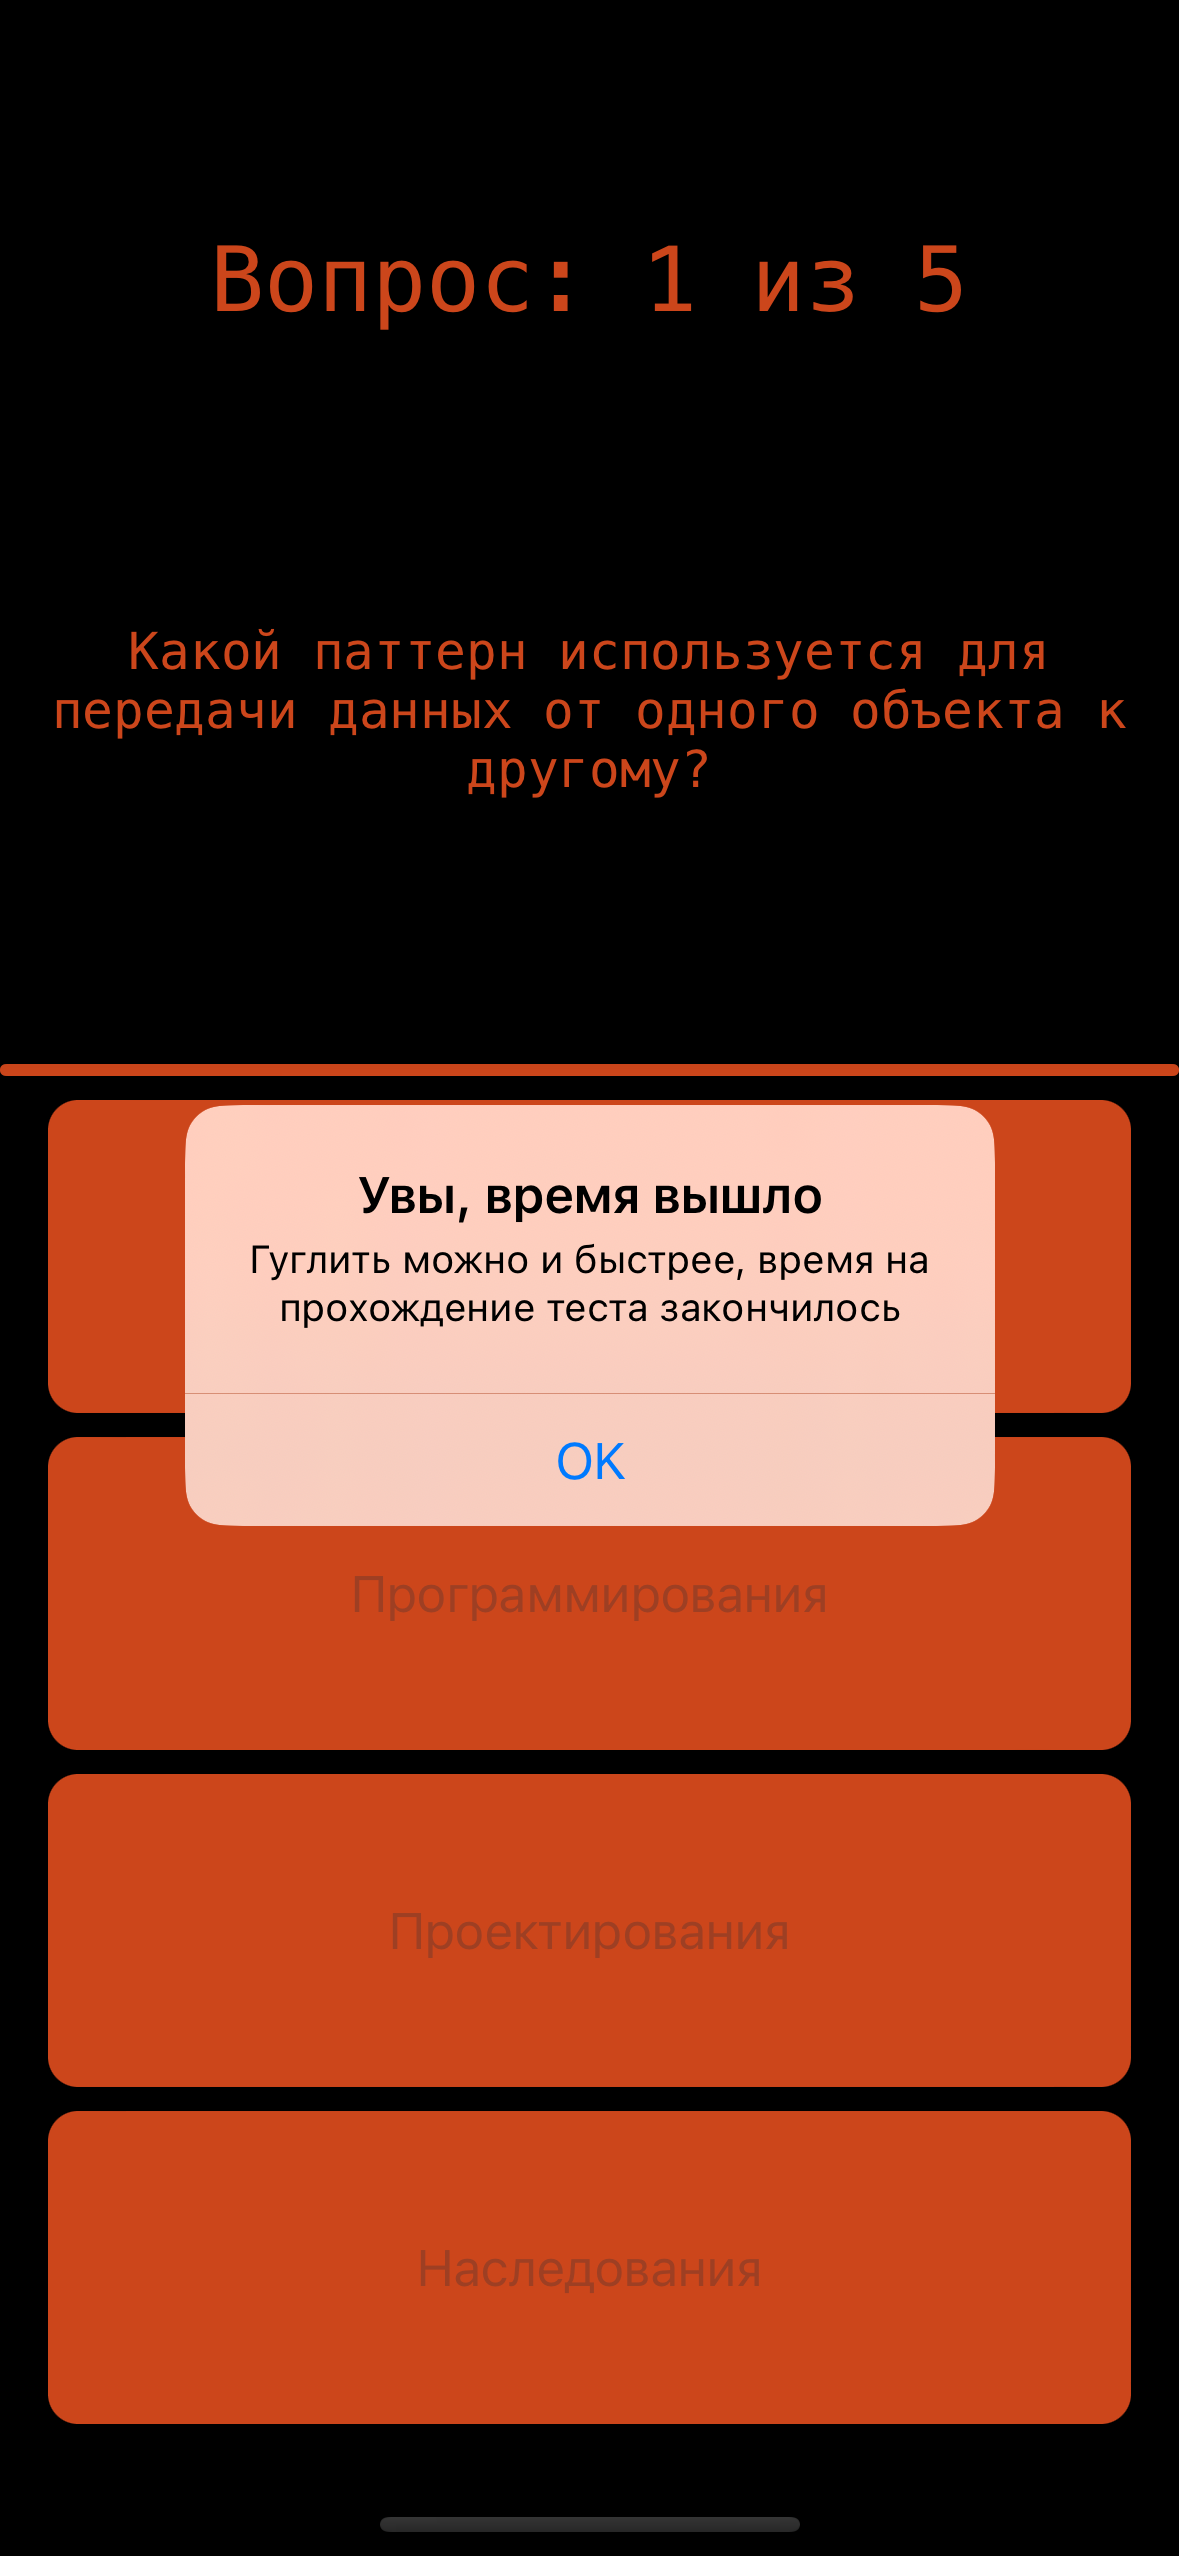 Вопрос: 1 из 5
Какой паттерн используется для
передачи данных от одного объекта к
другому?
Увы, время вышло
Гуглить можно и быстрее, время на
прохождение теста закончилось
OK
Программирования
Проектирования
Наследования